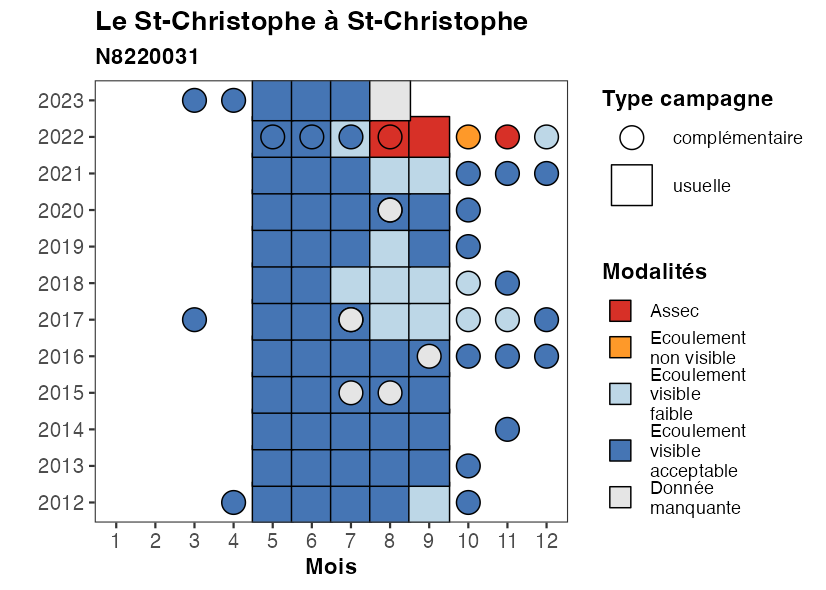 Le St-Christophe à St-Christophe
N8220031
2023
2022
2021
2020
2019
2018
2017
2016
2015
2014
2013
2012
1 2 3 4 5 6 7 8 9 10 11 12
Mois
Type campagne
complémentaire
usuelle
Modalités
Assec
Ecoulement
non visible
Ecoulement
visible
faible
Ecoulement
visible
acceptable
Donnée
manquante